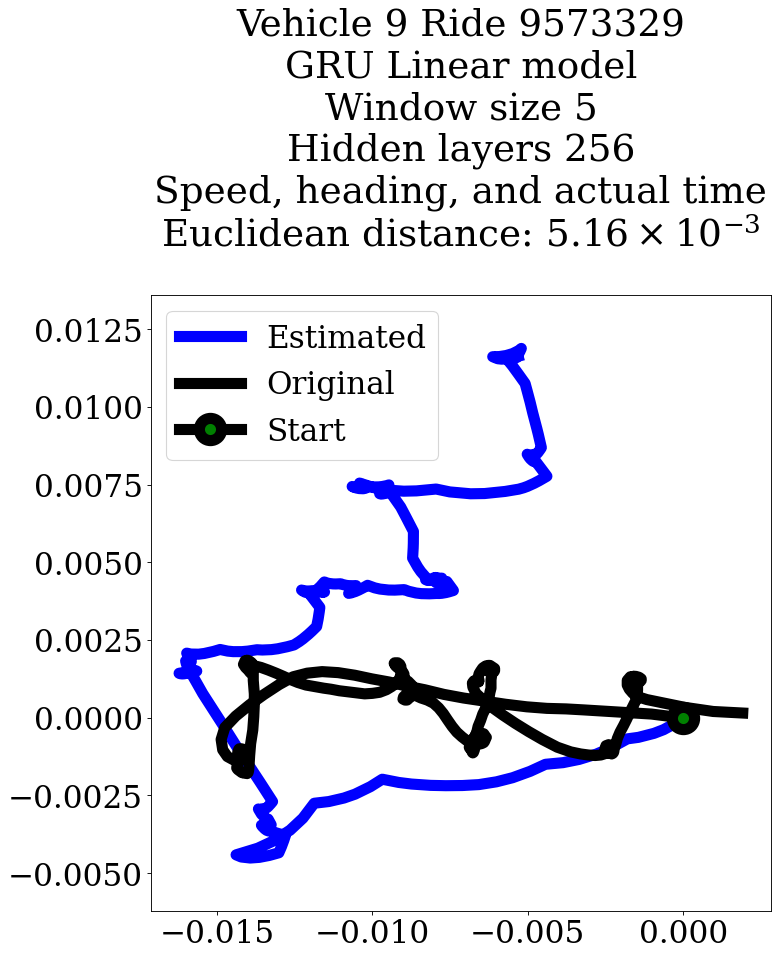 Vehicle 9 Ride 9573329
GRU Linear model
Window size 5
Hidden layers 256
Speed, heading, and actual time
Euclidean distance: 5.16 × 10⁻³
Estimated
Original
Start
0.0125
0.0100
0.0075
0.0050
0.0025
0.0000
−0.0025
−0.0050
−0.015 −0.010 −0.005 0.000